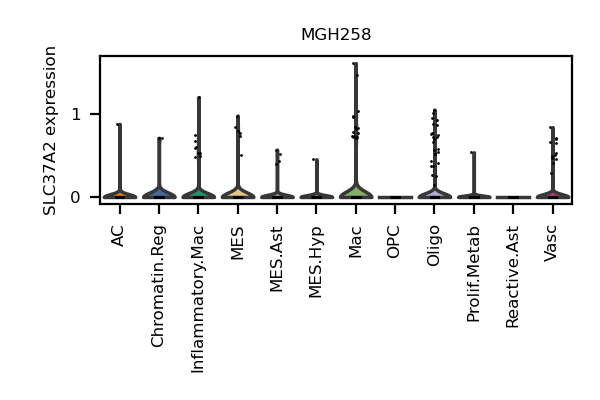 MGH258
SLC37A2 expression
1
0
AC
Chromatin.Reg
Inflammatory.Mac
MES
MES.Ast
MES.Hyp
Mac
OPC
Oligo
Prolif.Metab
Reactive.Ast
Vasc